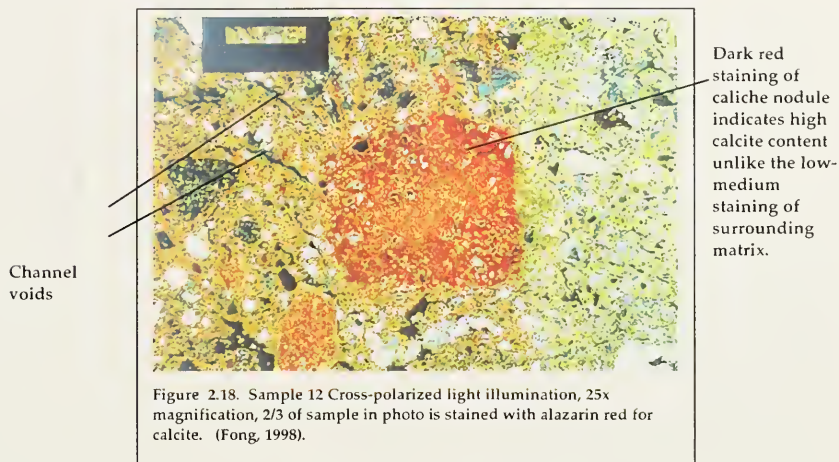 Dark red
staining of
caliche nodule
indicates high
calcite content
unlike the low-
medium
staining of
surrounding
matrix.
Channel
voids
Figure 2.18. Sample 12 Cross-polarized light illumination, 25x
magnification, 2/3 of sample in photo is stained with alazarin red for
calcite. (Fong, 1998).